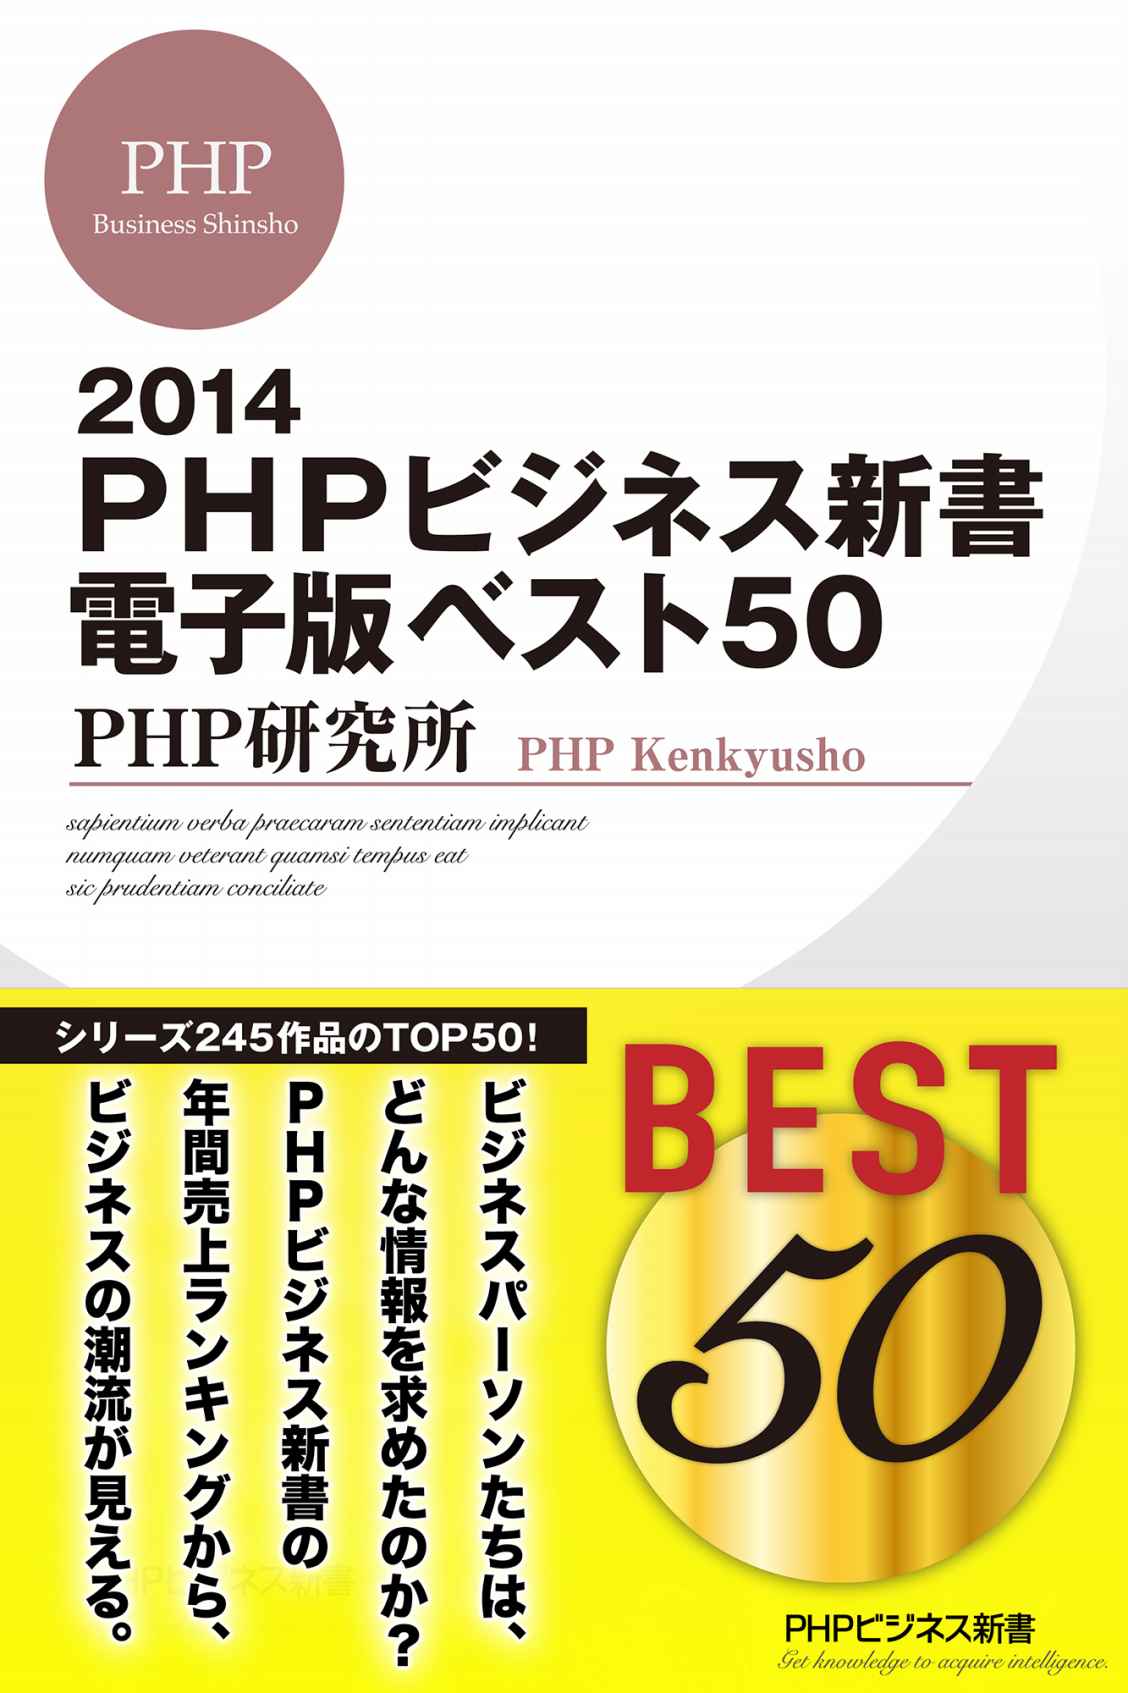 PHP
Business Shinsho
2014
PHPビジネス新書
電子版 ベスト50
PHP研究所 PHP Kenkyusho
sapientium verba praecaram sententiam implicant
numquam veterant quamsi tempus eat
sic prudentiam conciliate
シリーズ245作品のTOP50!
ビジネスパーソンたちは、
どんな情報を求めたのか?
PHPビジネス新書の
年間売上ランキングから、
ビジネスの潮流が見える。
BEST
50
PHPビジネス新書
Get knowledge to acquire intelligence.